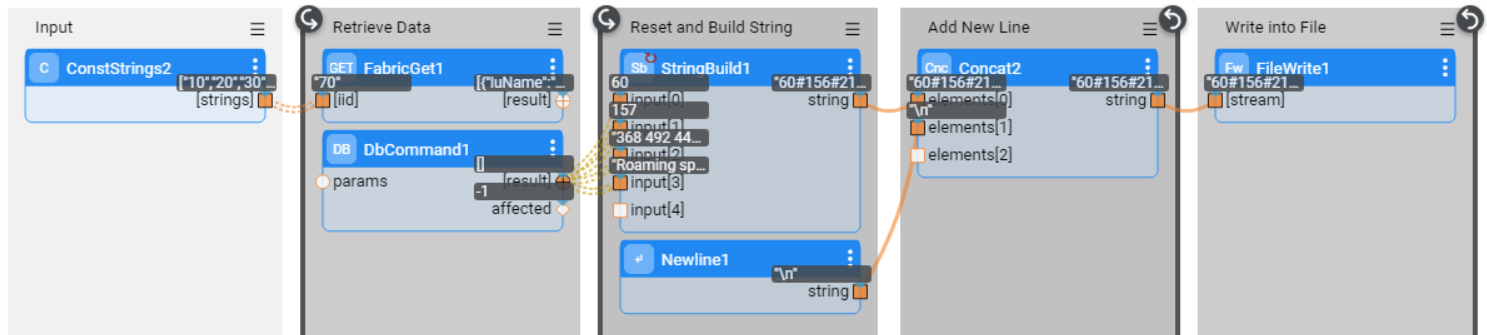 Input
Retrieve Data
Reset and Build String
Add New Line
Write into File
C ConstStrings2
["10","20","30"...
[strings]
GET FabricGet1
"70"
[{"luName":"...
[iid]
[result]
DB DbCommand1
[]
params
[result]
-1
affected
Sb StringBuild1
60
"60#156#21...
input[0]
string
157
input[1]
"368 492 44...
input[2]
"Roaming sp...
input[3]
input[4]
Newline1
"\n"
string
Cnc Concat2
"60#156#21...
"60#156#21...
elements[0]
string
"\n"
elements[1]
elements[2]
Fw FileWrite1
"60#156#21...
[stream]